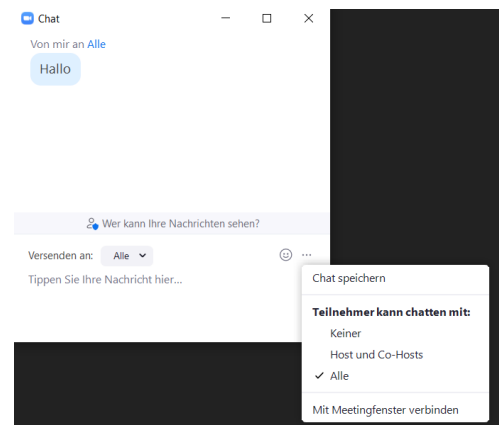 Chat
Von mir an Alle
Hallo
Wer kann Ihre Nachrichten sehen?
Versenden an: Alle
Tippen Sie Ihre Nachricht hier...
Chat speichern
Teilnehmer kann chatten mit:
Keiner
Host und Co-Hosts
Alle
Mit Meetingfenster verbinden